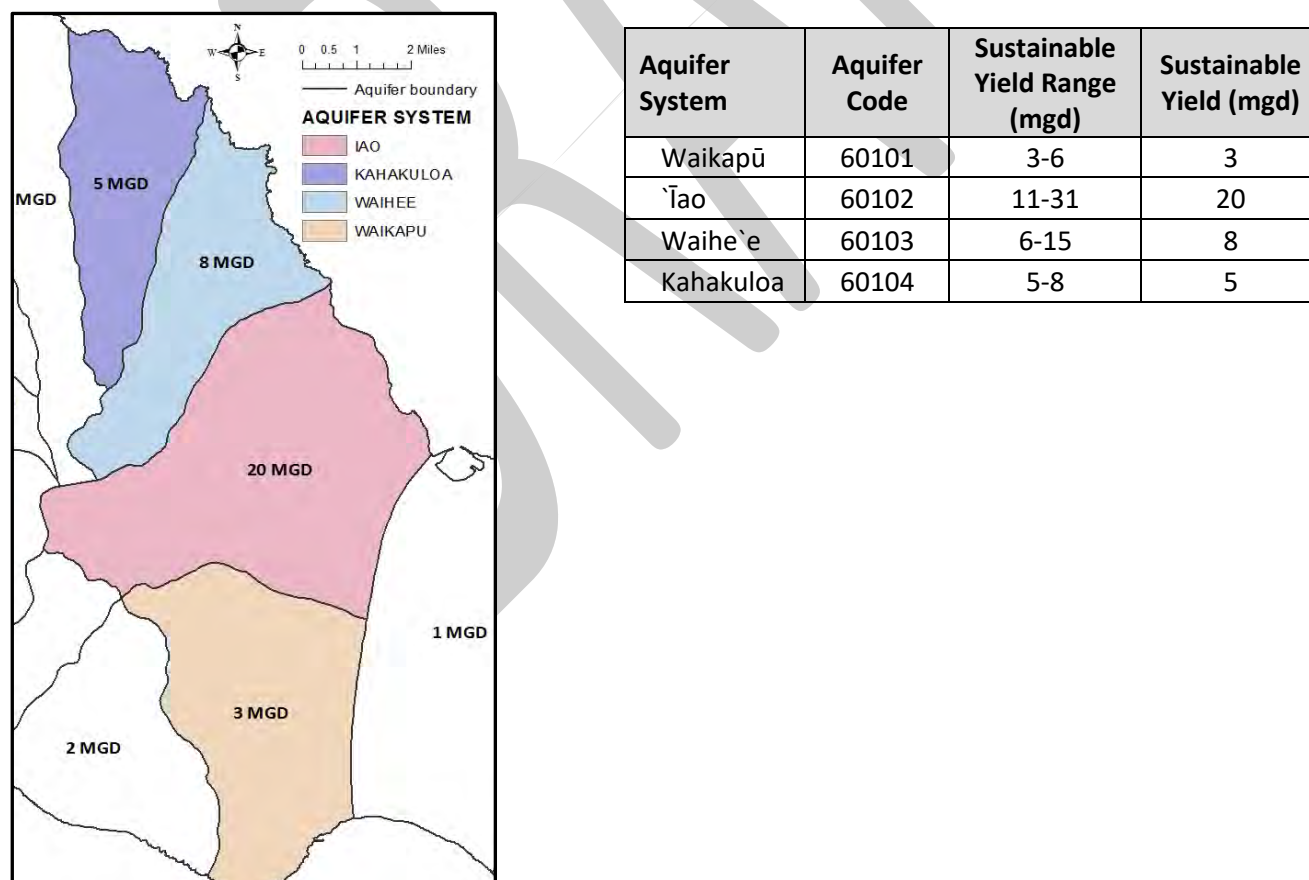 N
W E
S
0 0.5 1 2 Miles
Aquifer boundary
AQUIFER SYSTEM
IAO
KAHAKULOA
WAIHEE
WAIKAPU
MGD
5 MGD
8 MGD
20 MGD
1 MGD
3 MGD
2 MGD
Aquifer System Aquifer Code Sustainable Yield Range (mgd) Sustainable Yield (mgd)
Waikapū 60101 3-6 3
`Īao 60102 11-31 20
Waihe`e 60103 6-15 8
Kahakuloa 60104 5-8 5